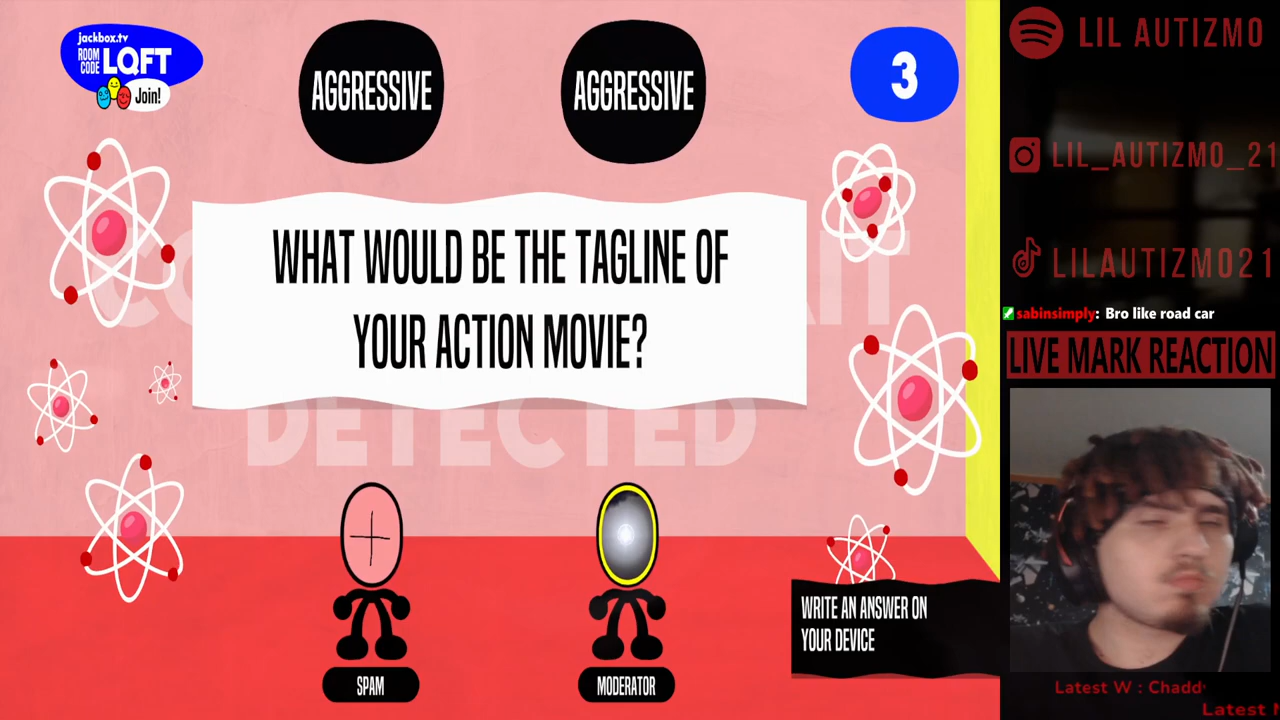 jackbox.tv
ROOM CODE LQFT
Join!
AGGRESSIVE
AGGRESSIVE
3
WHAT WOULD BE THE TAGLINE OF
YOUR ACTION MOVIE?
DETECTED
SPAM
MODERATOR
WRITE AN ANSWER ON
YOUR DEVICE
LIL AUTIZMO
LIL_AUTIZMO_21
LILAUTIZMO21
sabinsimply: Bro like road car
LIVE MARK REACTION
Latest W : Chadd
Latest